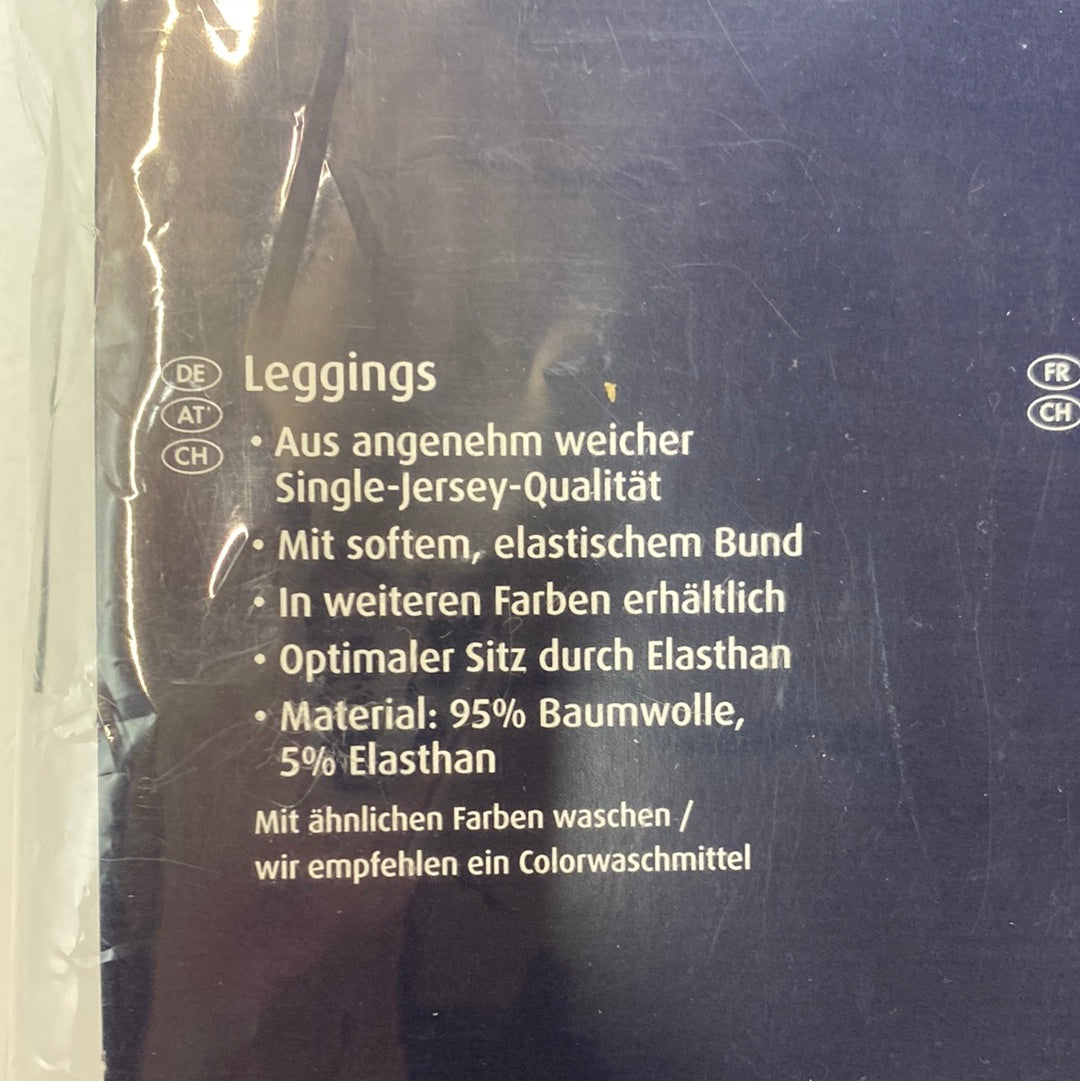 DE Leggings
AT
CH
• Aus angenehm weicher
Single-Jersey-Qualität
• Mit softem, elastischem Bund
• In weiteren Farben erhältlich
• Optimaler Sitz durch Elasthan
• Material: 95% Baumwolle,
5% Elasthan
Mit ähnlichen Farben waschen /
wir empfehlen ein Colorwaschmittel
FR
CH